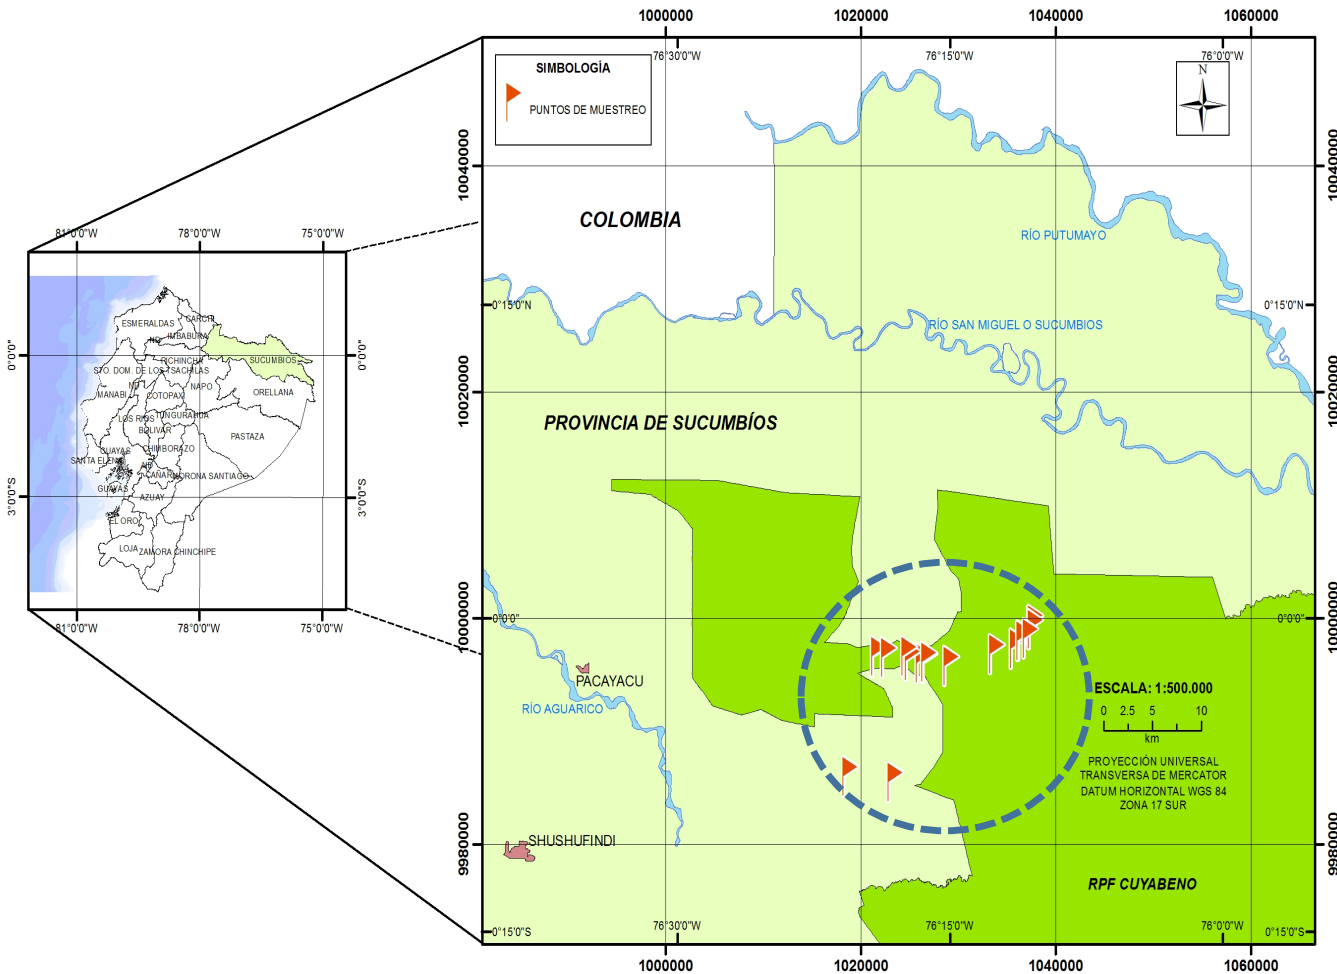 1000000 1020000 1040000 1060000
76°30'0"W 76°15'0"W 76°0'0"W
SIMBOLOGÍA
PUNTOS DE MUESTREO
N
10040000 10040000
COLOMBIA
RÍO PUTUMAYO
0°15'0"N 0°15'0"N
RÍO SAN MIGUEL O SUCUMBIOS
10020000 10020000
PROVINCIA DE SUCUMBÍOS
10000000 0°0'0" 0°0'0" 10000000
PACAYACU
RÍO AGUARICO
ESCALA: 1:500.000
0 2.5 5 10
km
PROYECCIÓN UNIVERSAL
TRANSVERSA DE MERCATOR
DATUM HORIZONTAL WGS 84
ZONA 17 SUR
SHUSHUFINDI
9980000 9980000
RPF CUYABENO
76°30'0"W 76°15'0"W 76°0'0"W
0°15'0"S 0°15'0"S
1000000 1020000 1040000 1060000
81°0'0"W 78°0'0"W 75°0'0"W
CARCHI
ESMERALDAS
IMBABURA
ND
0°0'0" 0°0'0"
PICHINCHA
SUCUMBIOS
STO. DOM. DE LOS TSACHILAS
ND
NAPO
MANABI
COTOPAXI
ORELLANA
LOS RIOS
TUNGURAHUA
BOLIVAR
PASTAZA
GUAYAS
CHIMBORAZO
SANTA ELENA
ND
CAÑAR
MORONA SANTIAGO
GUAYAS
AZUAY
3°0'0"S 3°0'0"S
EL ORO
LOJA
ZAMORA CHINCHIPE
81°0'0"W 78°0'0"W 75°0'0"W